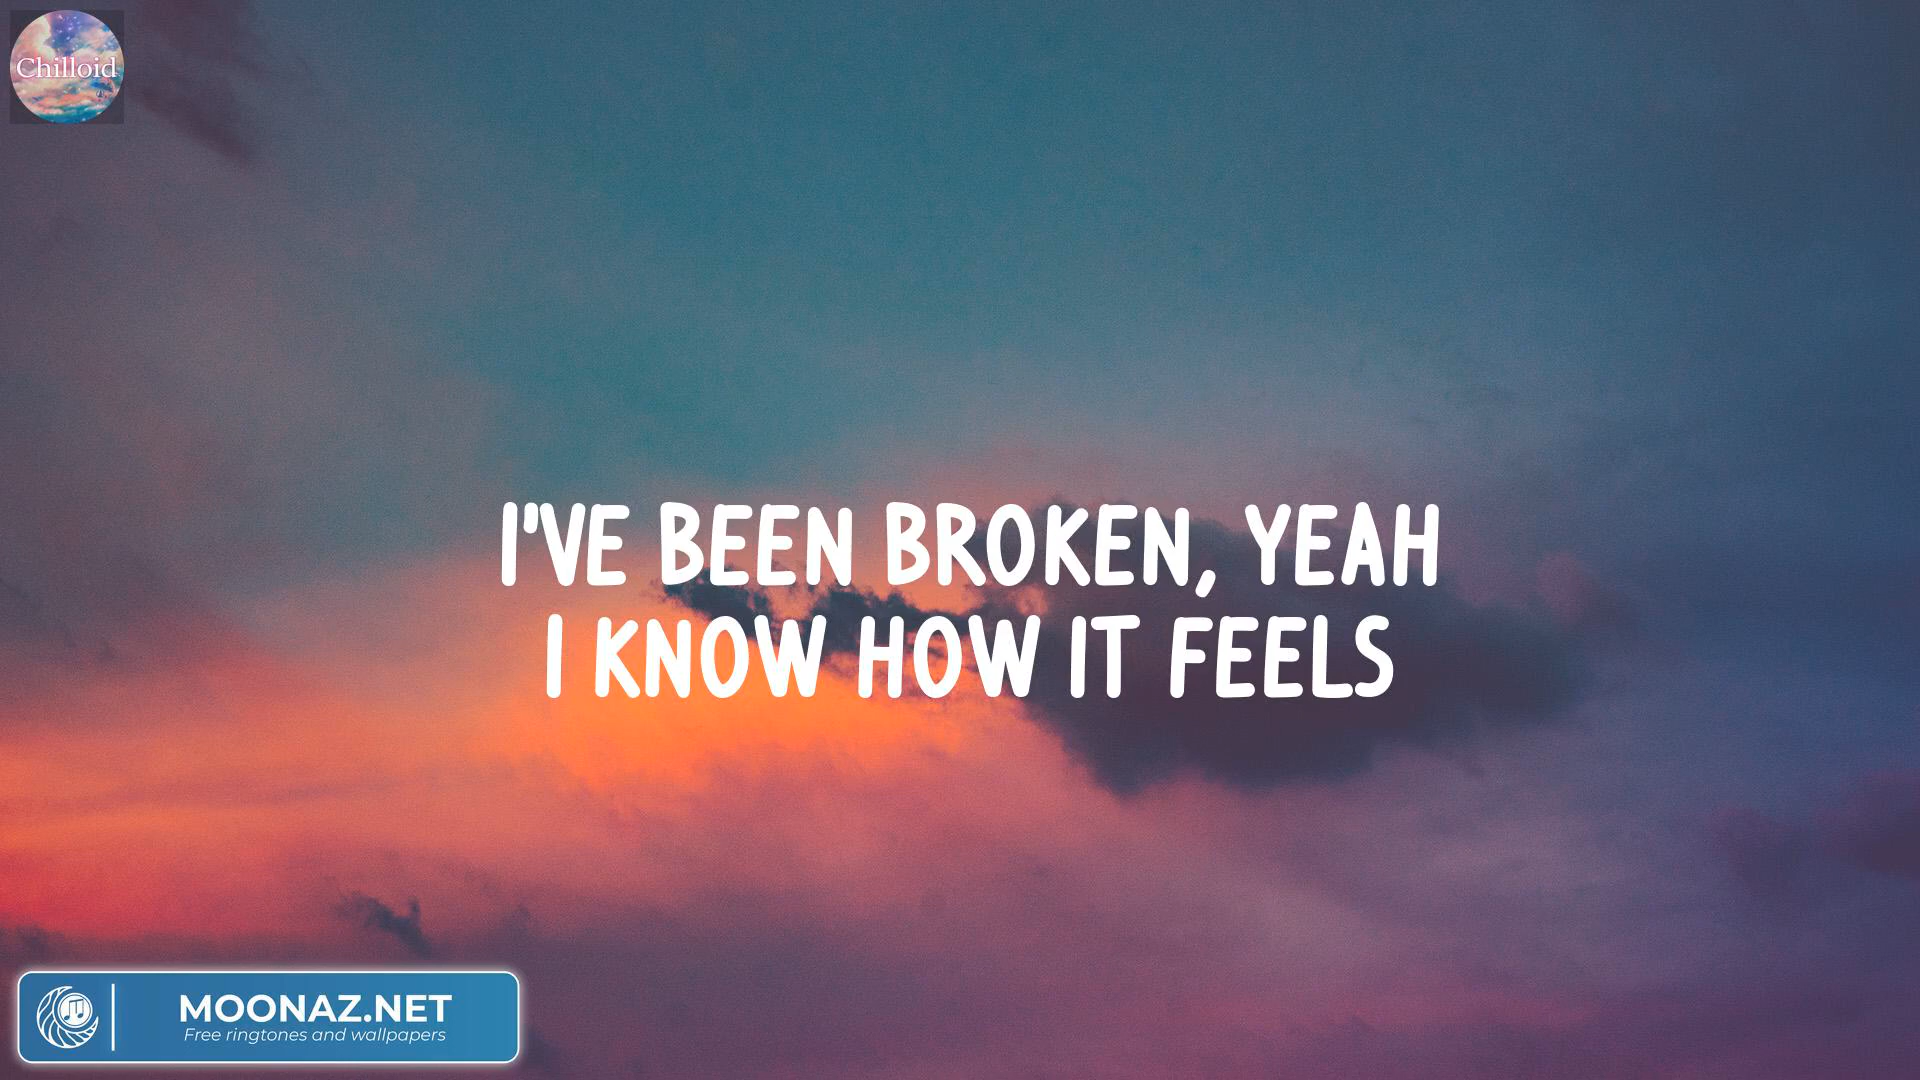 Chilloid
I'VE BEEN BROKEN, YEAH
I KNOW HOW IT FEELS
MOONAZ.NET
Free ringtones and wallpapers